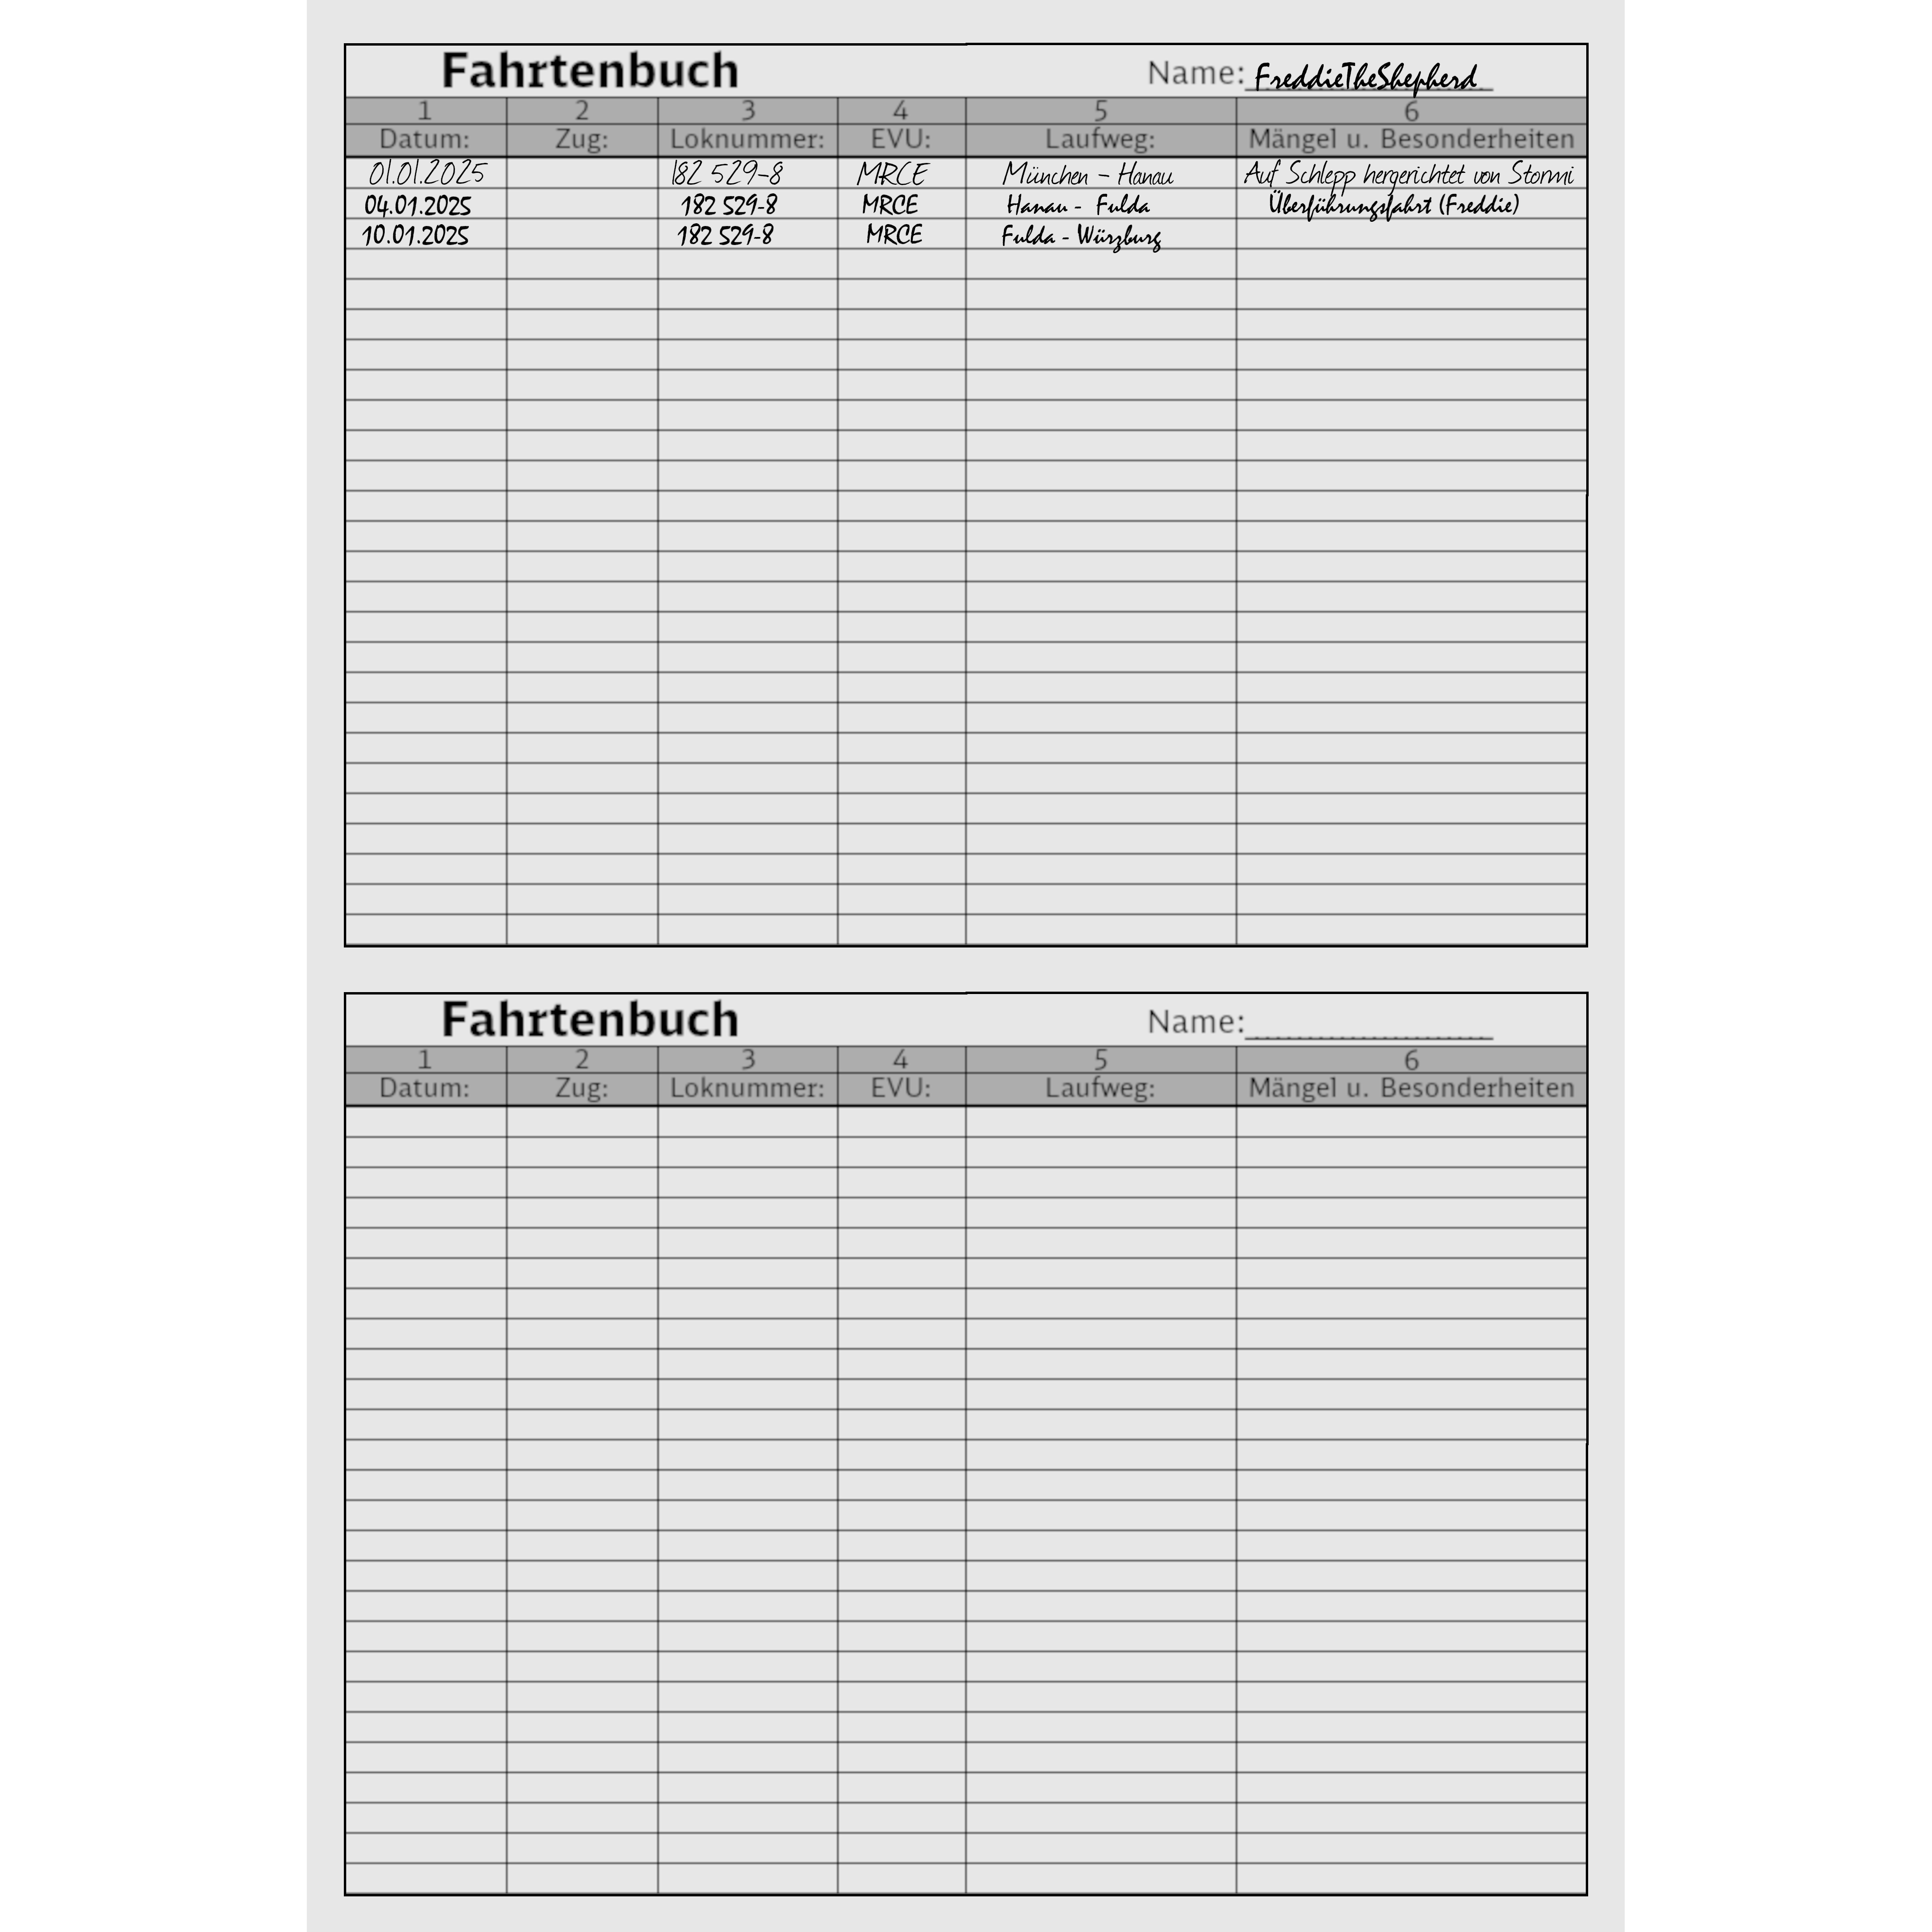 Fahrtenbuch Name: FreddieTheShepherd
1 2 3 4 5 6
Datum: Zug: Loknummer: EVU: Laufweg: Mängel u. Besonderheiten
01.01.2025 182 529-8 MRCE München - Hanau Auf Schlepp hergerichtet von Stormi
04.01.2025 182 529-8 MRCE Hanau - Fulda Überführungsfahrt (Freddie)
10.01.2025 182 529-8 MRCE Fulda - Würzburg
Fahrtenbuch Name:
1 2 3 4 5 6
Datum: Zug: Loknummer: EVU: Laufweg: Mängel u. Besonderheiten